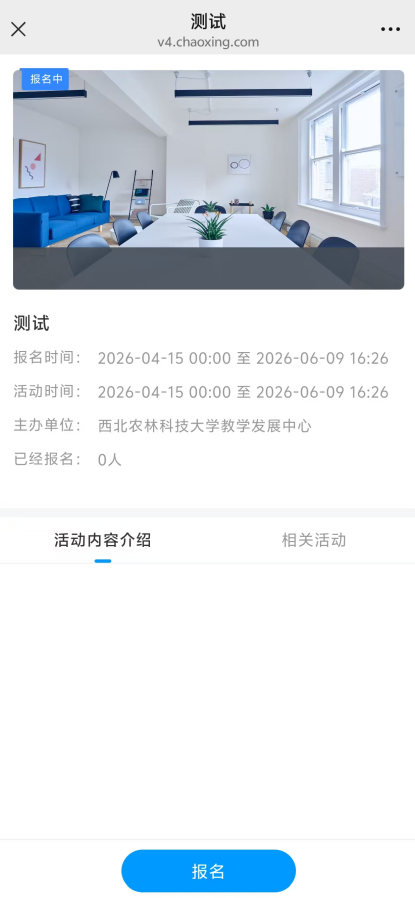 测试
v4.chaoxing.com
报名中
测试
报名时间： 2026-04-15 00:00 至 2026-06-09 16:26
活动时间： 2026-04-15 00:00 至 2026-06-09 16:26
主办单位： 西北农林科技大学教学发展中心
已经报名： 0人
活动内容介绍 相关活动
报名